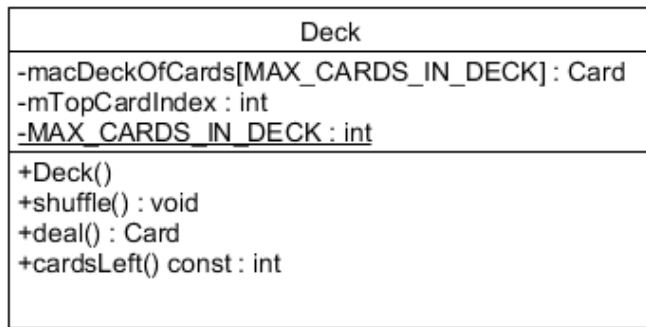 Deck
-macDeckOfCards[MAX_CARDS_IN_DECK] : Card
-mTopCardIndex : int
-MAX_CARDS_IN_DECK : int
+Deck()
+shuffle() : void
+deal() : Card
+cardsLeft() const : int